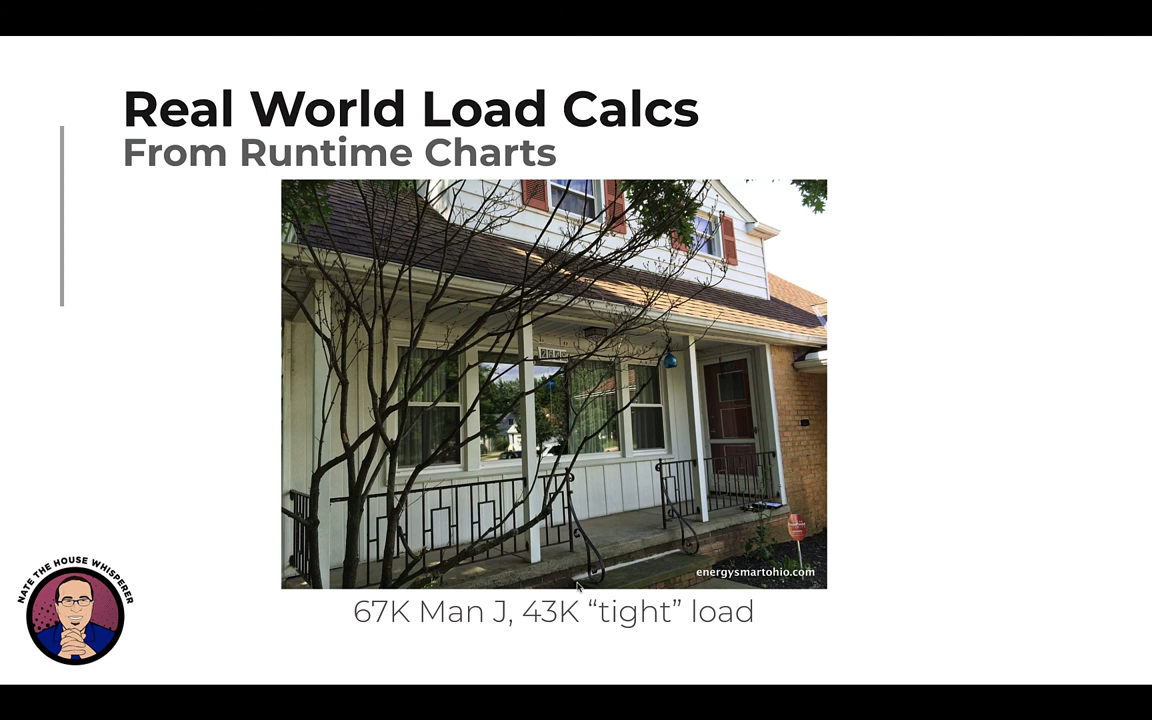 Real World Load Calcs
From Runtime Charts
energysmartohio.com
67K Man J, 43K “tight” load
NATE THE HOUSE WHISPERER